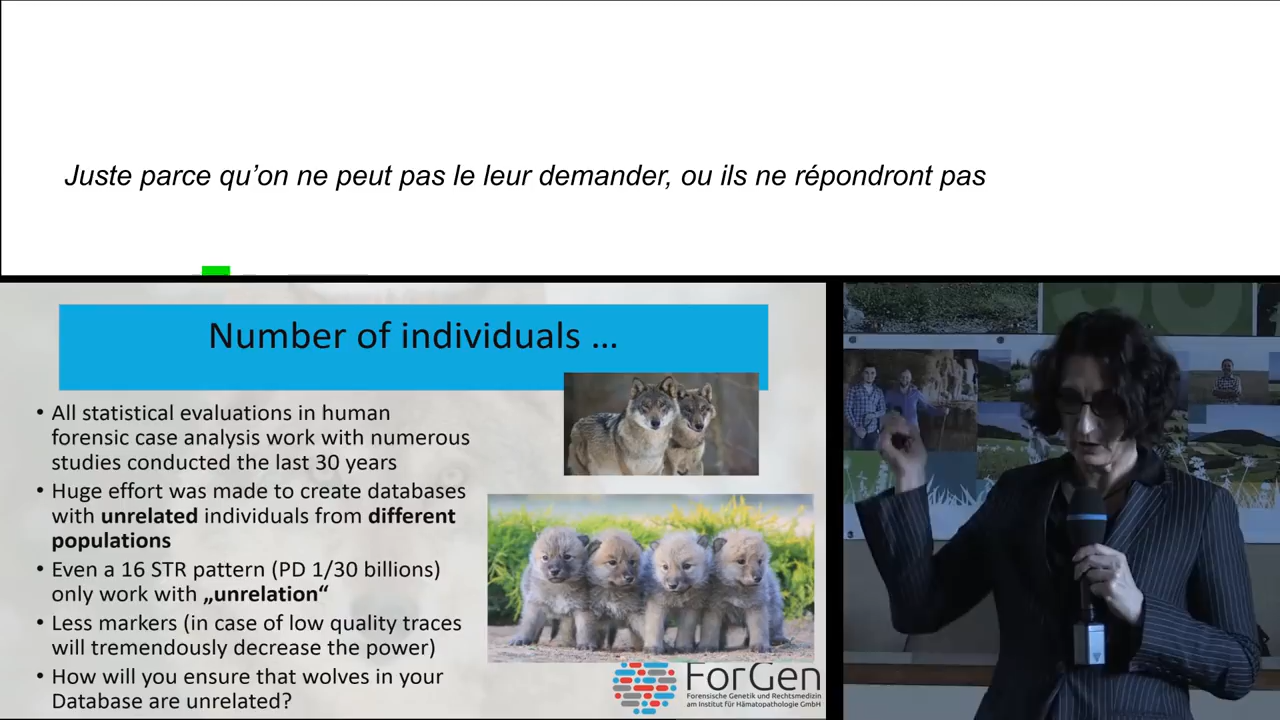 Juste parce qu’on ne peut pas le leur demander, ou ils ne répondront pas
Number of individuals ...
• All statistical evaluations in human
forensic case analysis work with numerous
studies conducted the last 30 years
• Huge effort was made to create databases
with unrelated individuals from different
populations
• Even a 16 STR pattern (PD 1/30 billions)
only work with „unrelation“
• Less markers (in case of low quality traces
will tremendously decrease the power)
• How will you ensure that wolves in your
Database are unrelated?
ForGen
Forensische Genetik und Rechtsmedizin
am Institut für Hämatopathologie GmbH